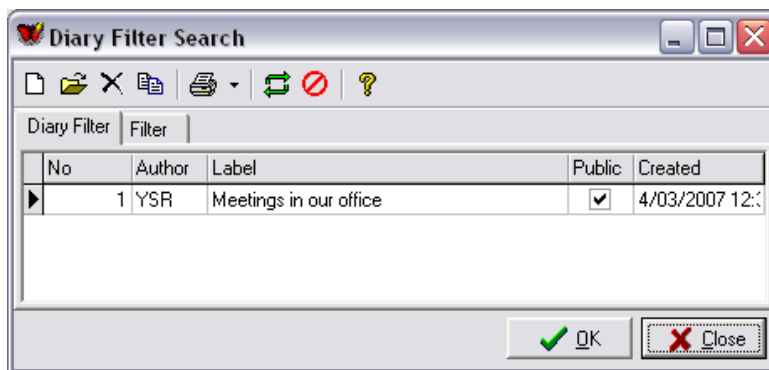 Diary Filter Search
Diary Filter Filter
No Author Label Public Created
1 YSR Meetings in our office 4/03/2007
OK Close